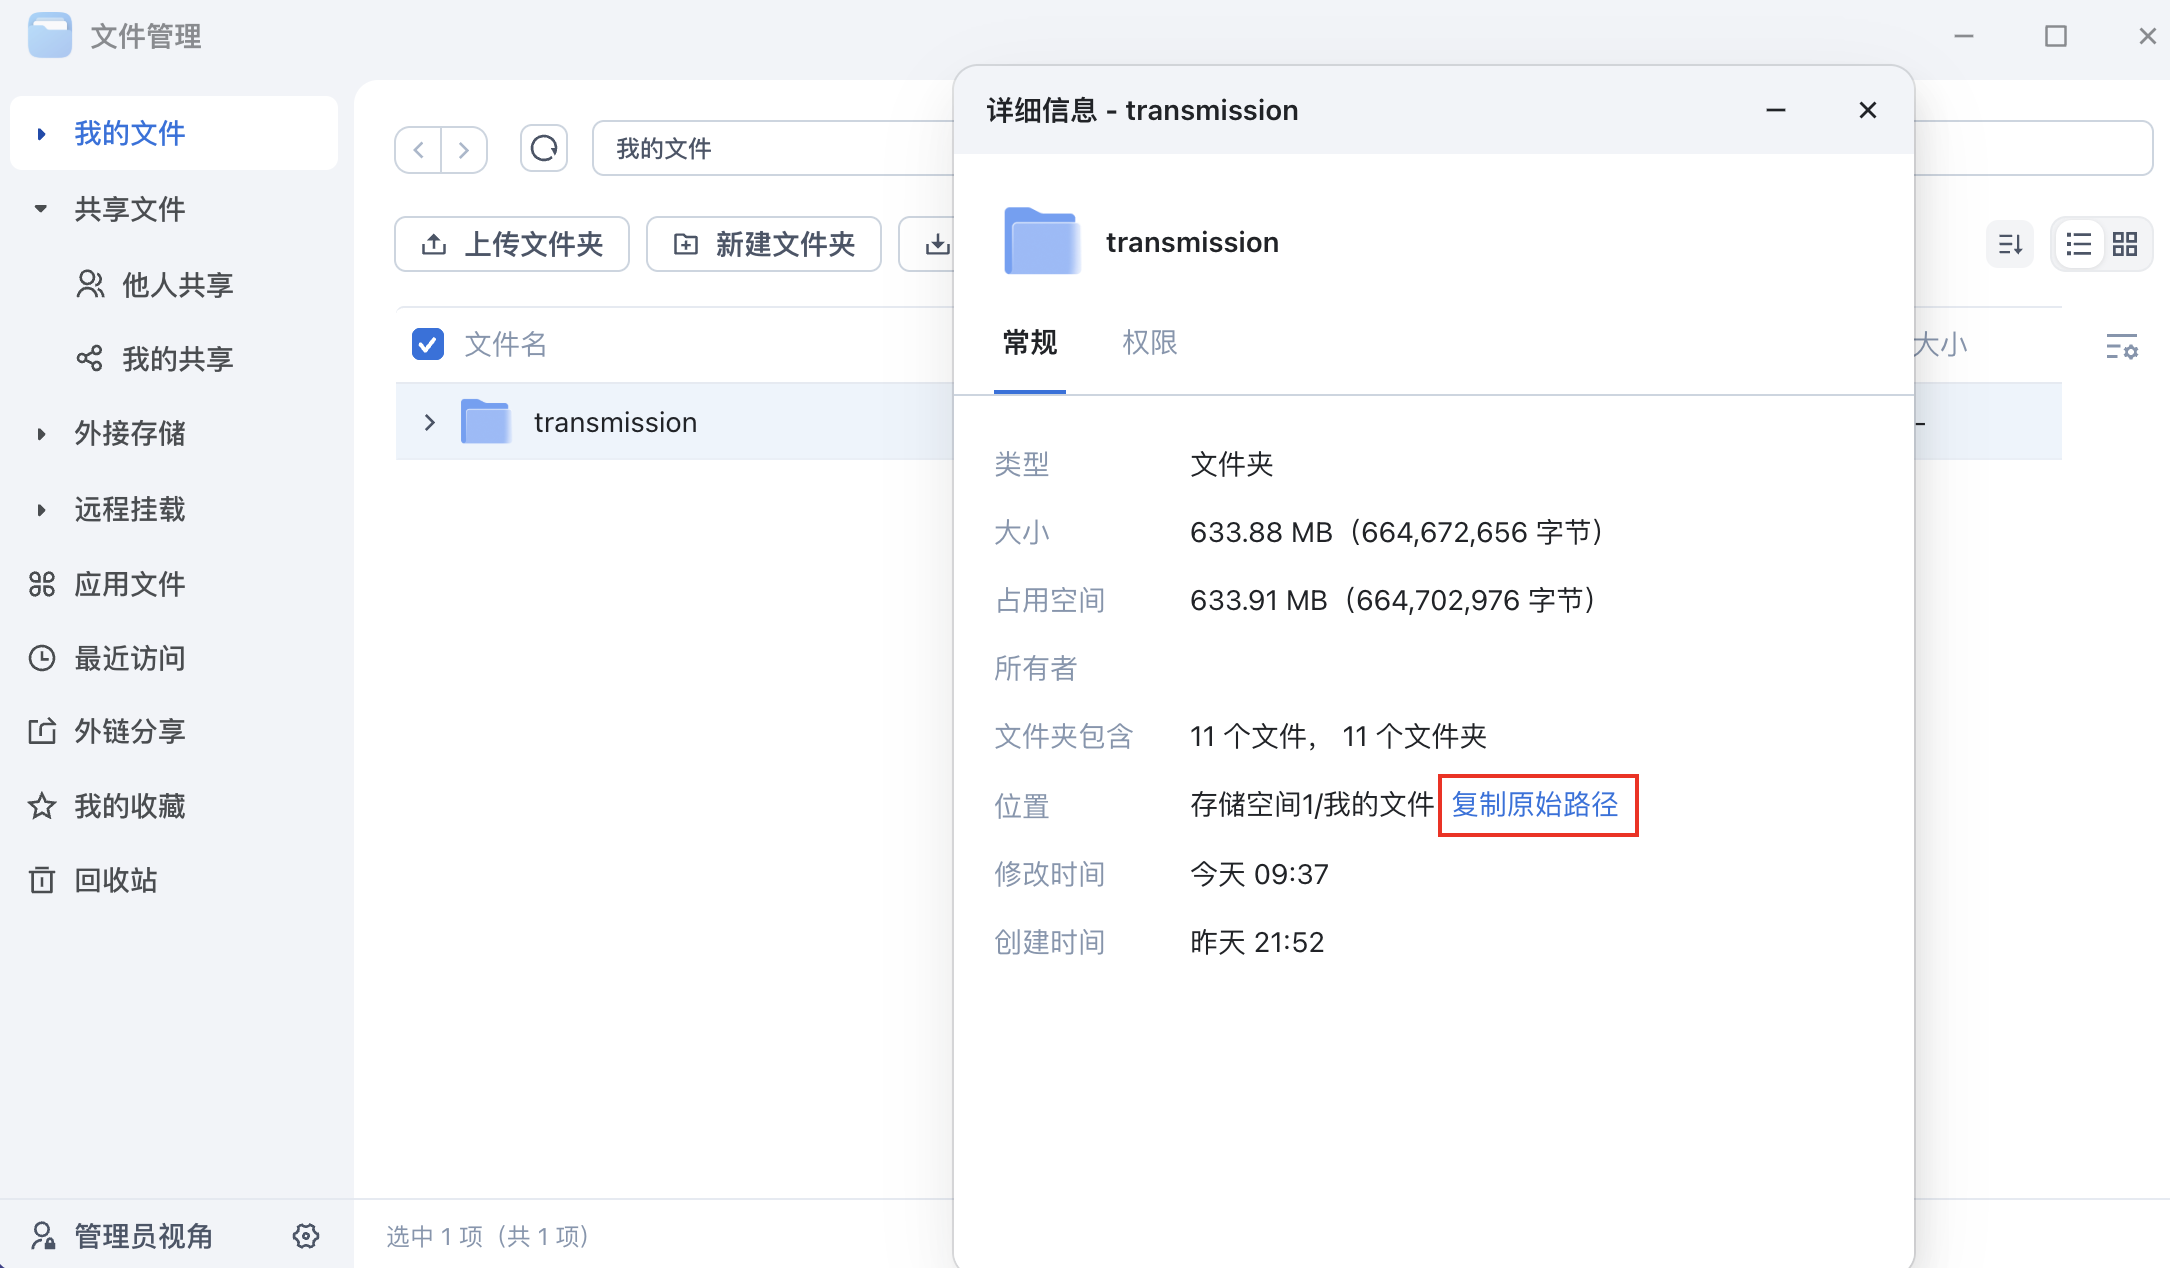 文件管理
我的文件
共享文件
他人共享
我的共享
外接存储
远程挂载
应用文件
最近访问
外链分享
我的收藏
回收站
管理员视角
我的文件
上传文件夹
新建文件夹
文件名
大小
transmission
-
选中 1 项（共 1 项）
详细信息 - transmission
transmission
常规
权限
类型 文件夹
大小 633.88 MB（664,672,656 字节）
占用空间 633.91 MB（664,702,976 字节）
所有者
文件夹包含 11 个文件， 11 个文件夹
位置 存储空间1/我的文件 复制原始路径
修改时间 今天 09:37
创建时间 昨天 21:52